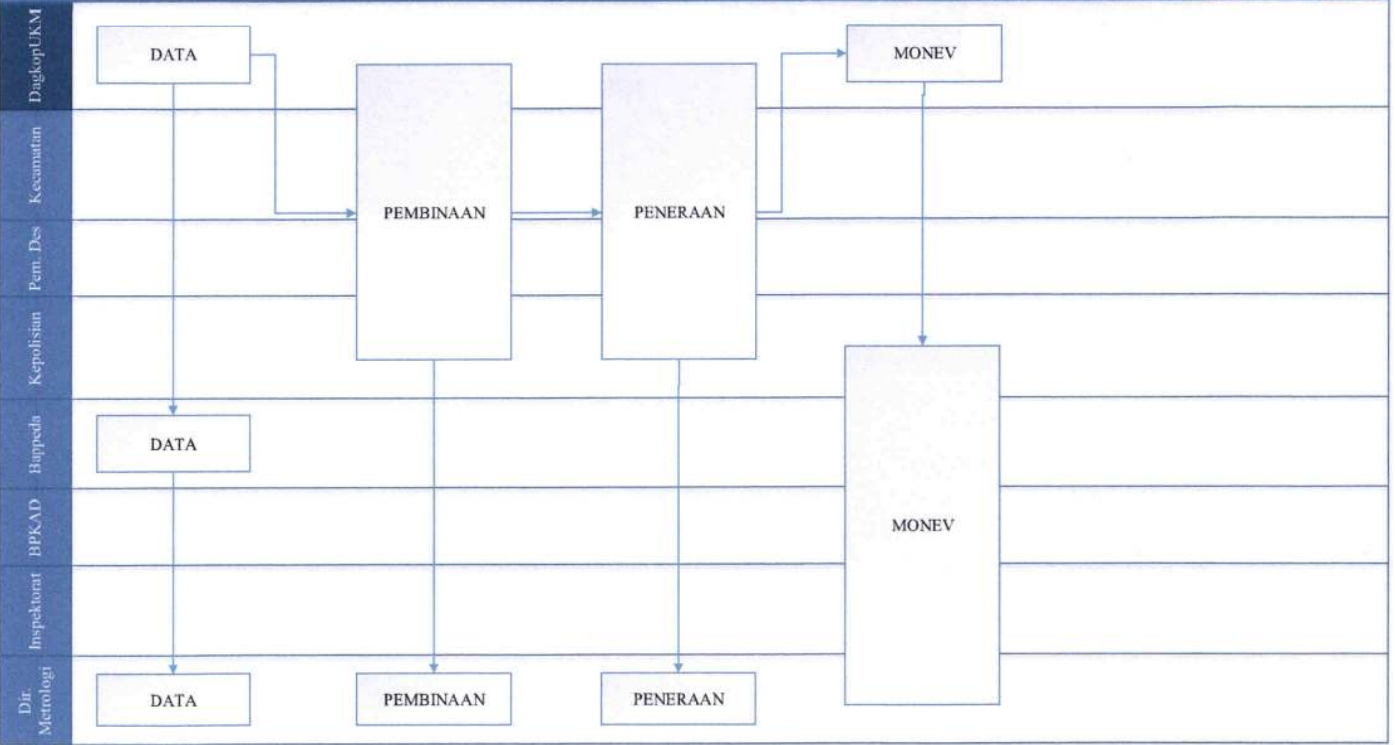 DagkopUKM
DATA
MONEV
Kecamatan
PEMBINAAN
PENERAAN
Pem. Des
Kepolisian
Bappeda
DATA
BPKAD
MONEV
Inspektorat
Dir.
Metrologi
DATA
PEMBINAAN
PENERAAN